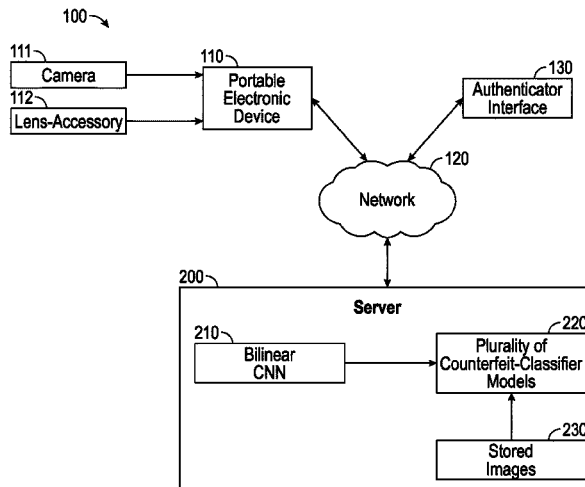 100
111
Camera
112
Lens-Accessory
110
Portable
Electronic
Device
130
Authenticator
Interface
120
Network
200
Server
210
Bilinear
CNN
220
Plurality of
Counterfeit-Classifier
Models
230
Stored
Images